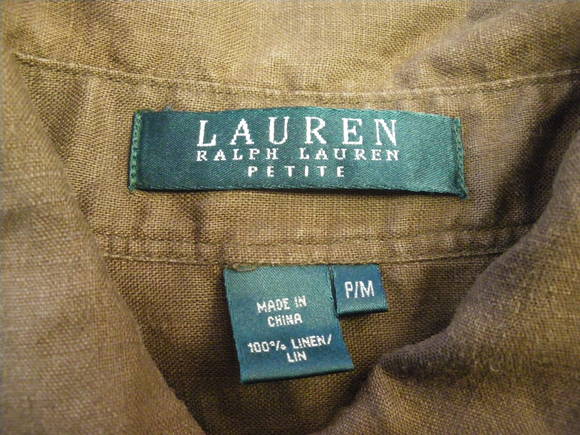 LAUREN
RALPH LAUREN
PETITE
P/M
MADE IN
CHINA
100% LINEN/
LIN